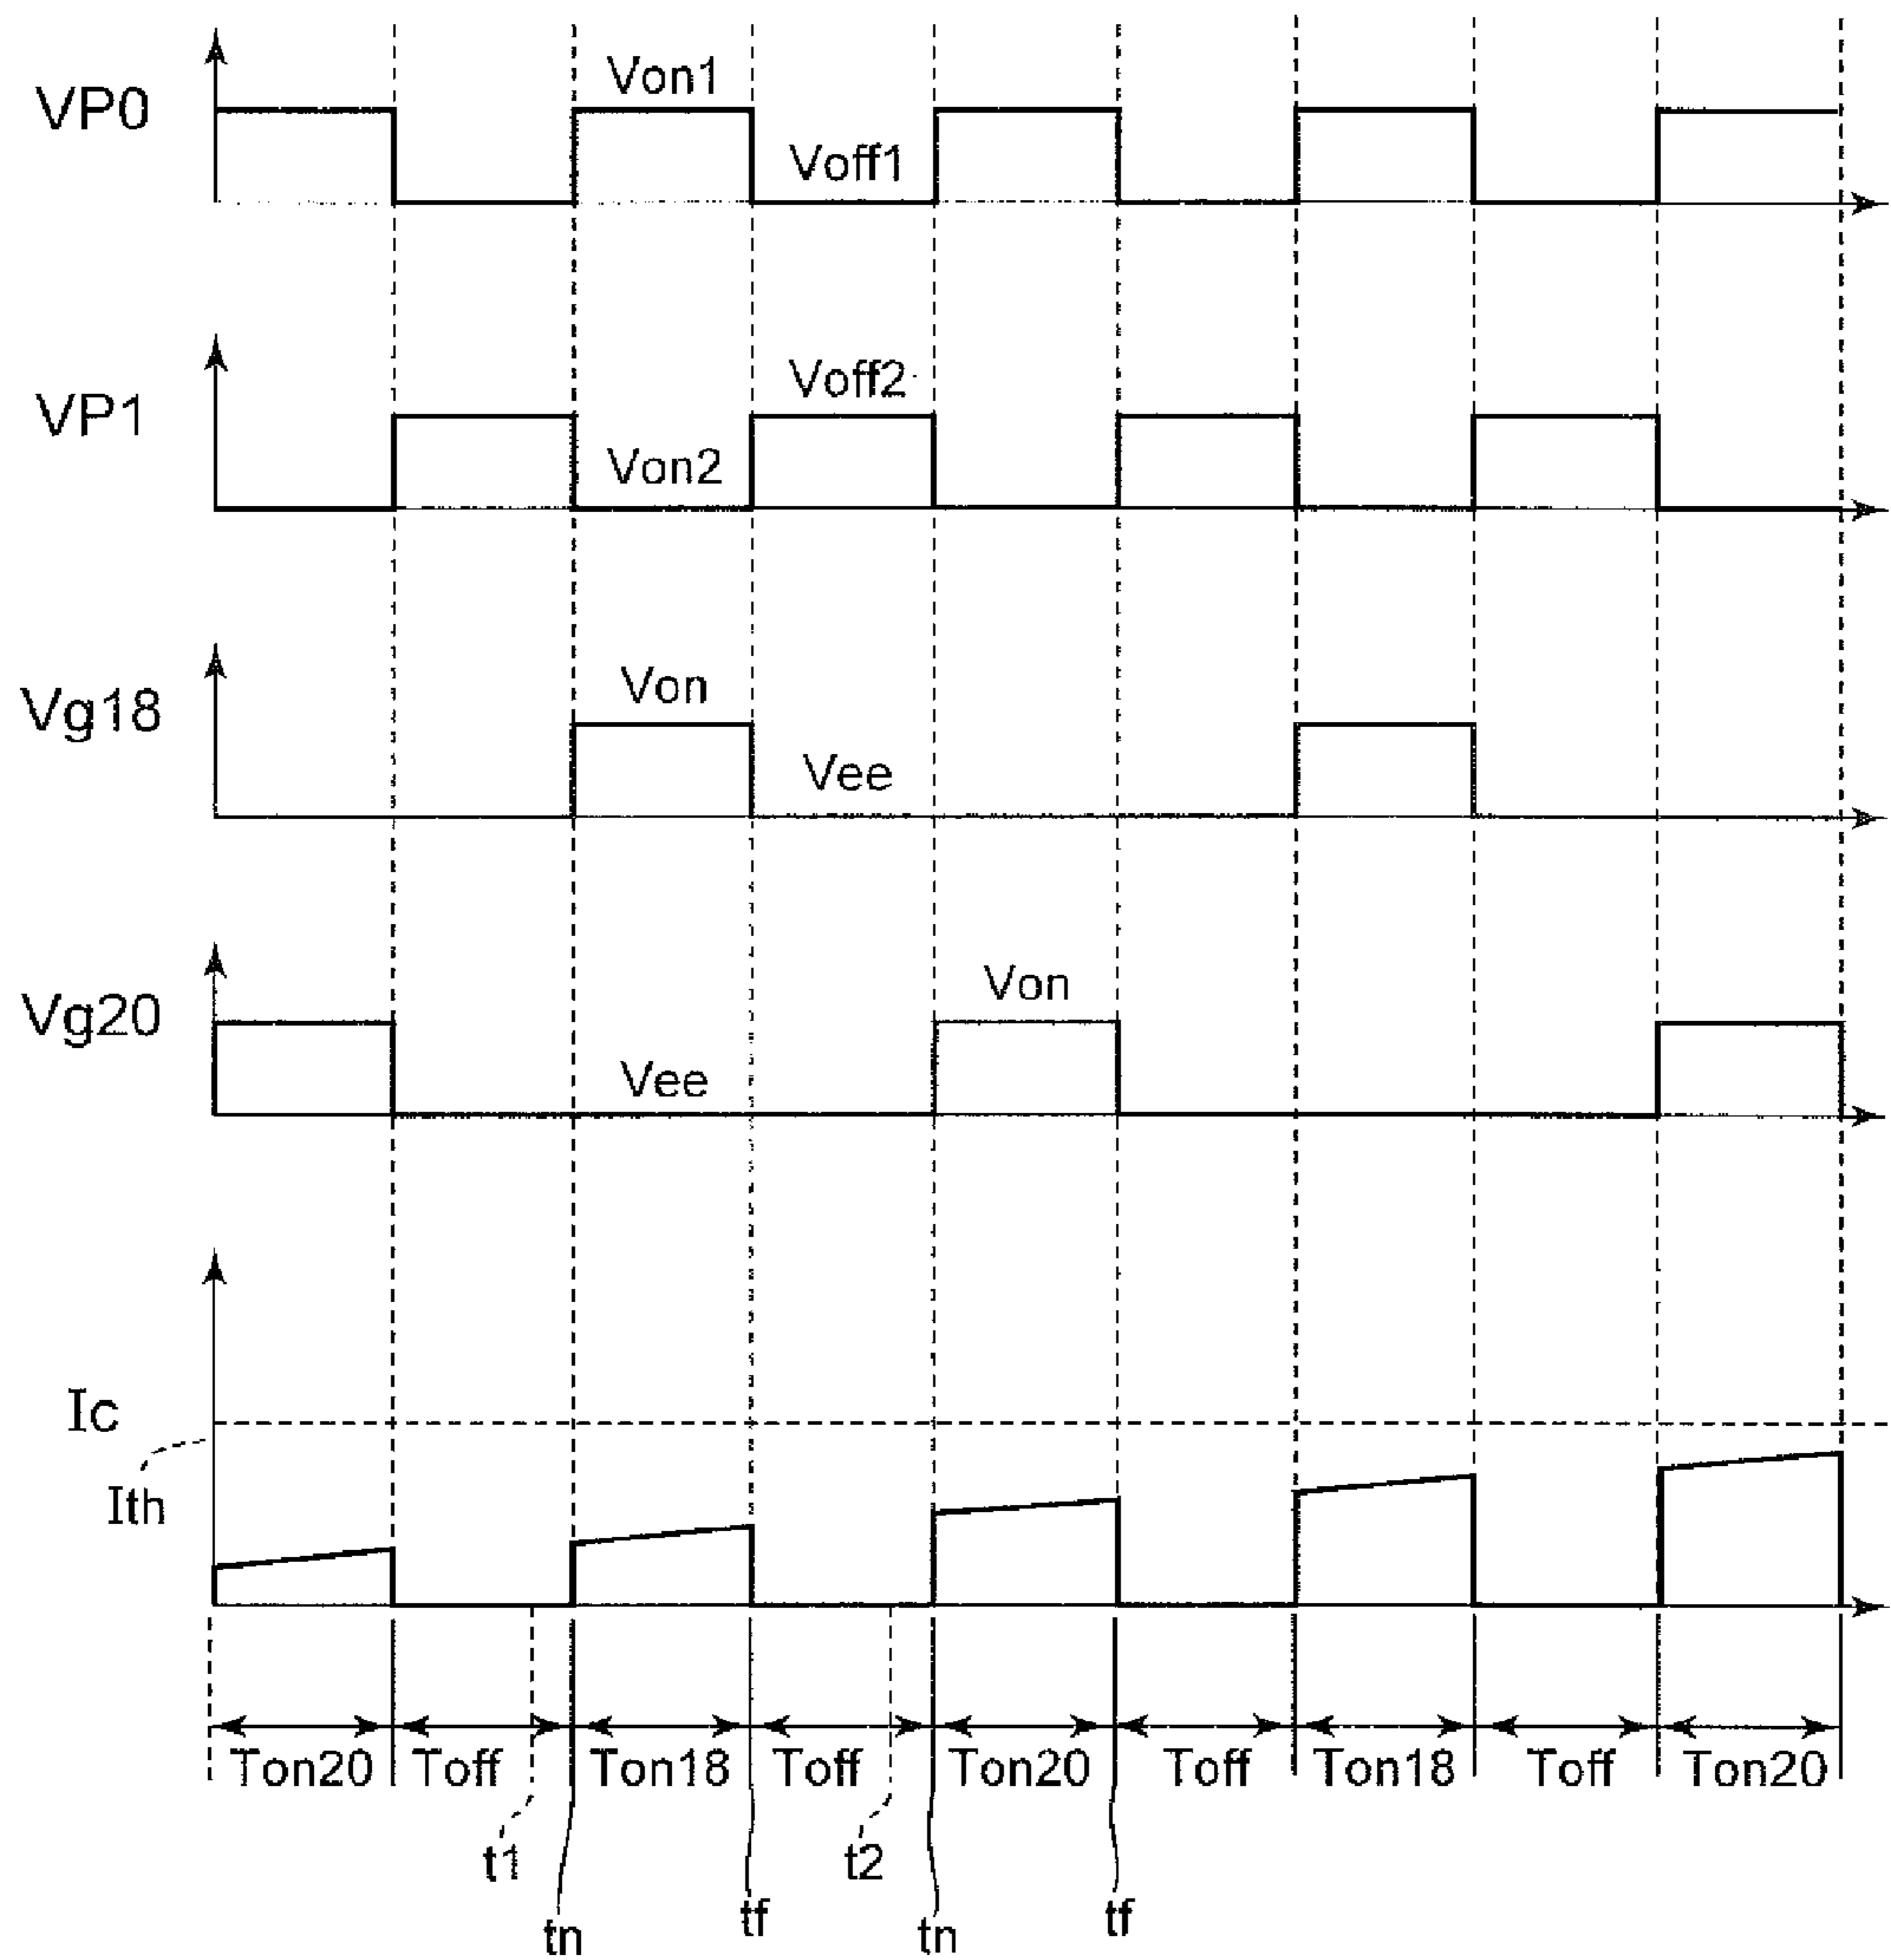 VP0
Von1
Voff1
VP1
Voff2
Von2
Vg18
Von
Vee
Vg20
Von
Vee
Ic
Ith
Ton20 Toff Ton18 Toff Ton20 Toff Ton18 Toff Ton20
t1 t2
tn tf tn tf